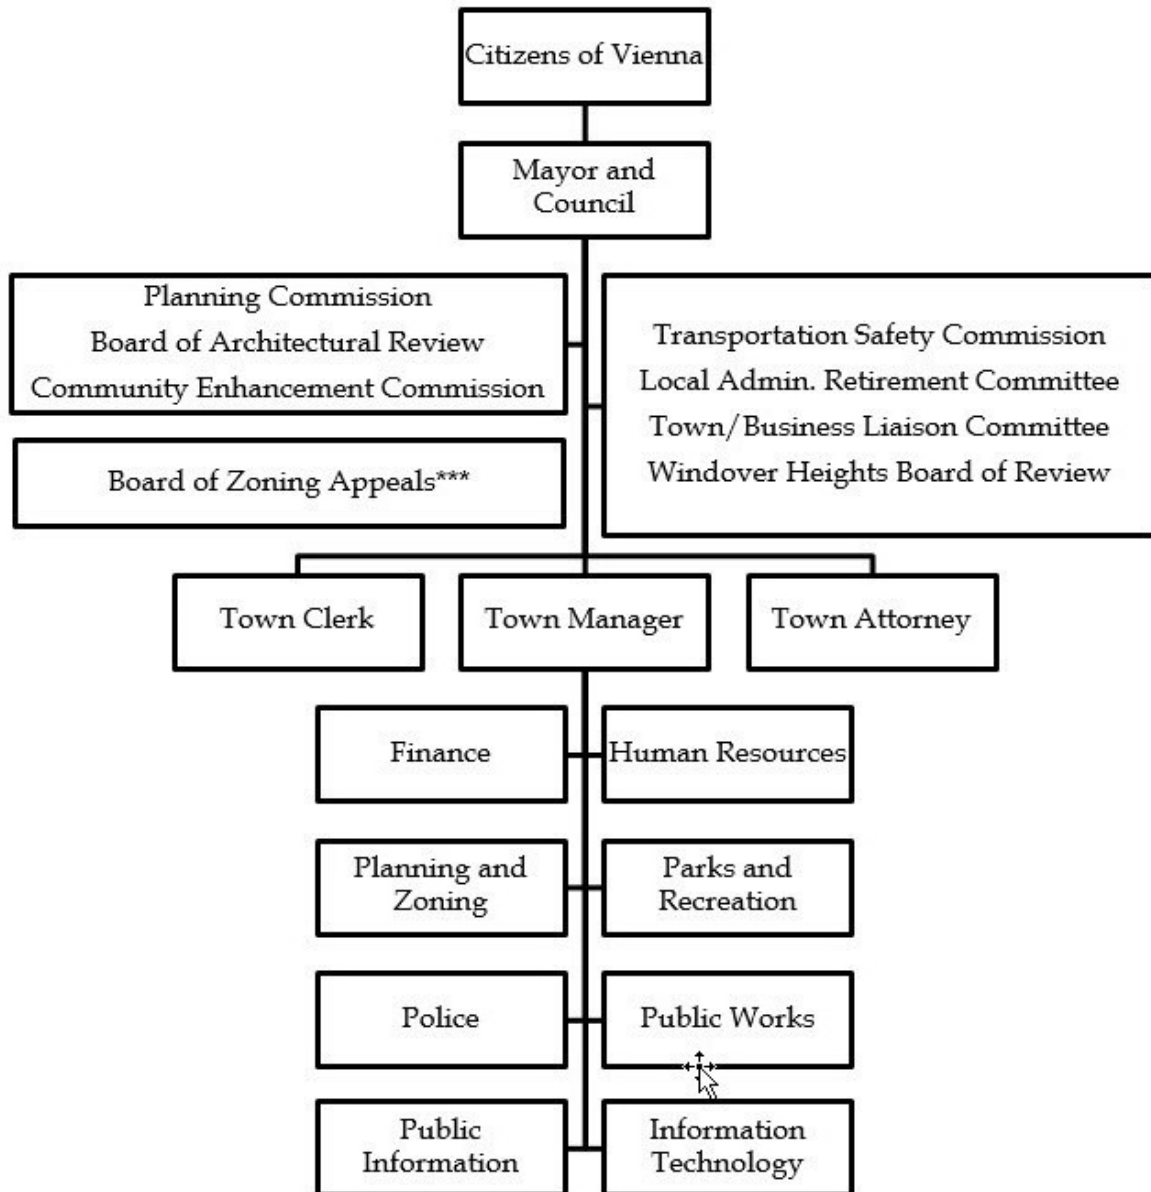 Citizens of Vienna
Mayor and
Council
Planning Commission
Board of Architectural Review
Community Enhancement Commission
Transportation Safety Commission
Local Admin. Retirement Committee
Town/Business Liaison Committee
Windover Heights Board of Review
Board of Zoning Appeals***
Town Clerk
Town Manager
Town Attorney
Finance
Human Resources
Planning and
Zoning
Parks and
Recreation
Police
Public Works
Public
Information
Information
Technology